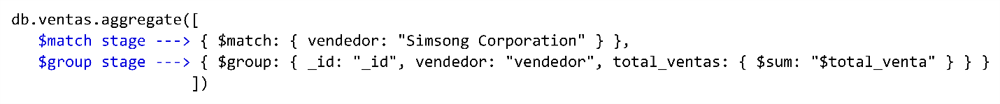 db.ventas.aggregate([
$match stage ---> { $match: { vendedor: "Simsong Corporation" } },
$group stage ---> { $group: { _id: "_id", vendedor: "vendedor", total_ventas: { $sum: "$total_venta" } } }
])